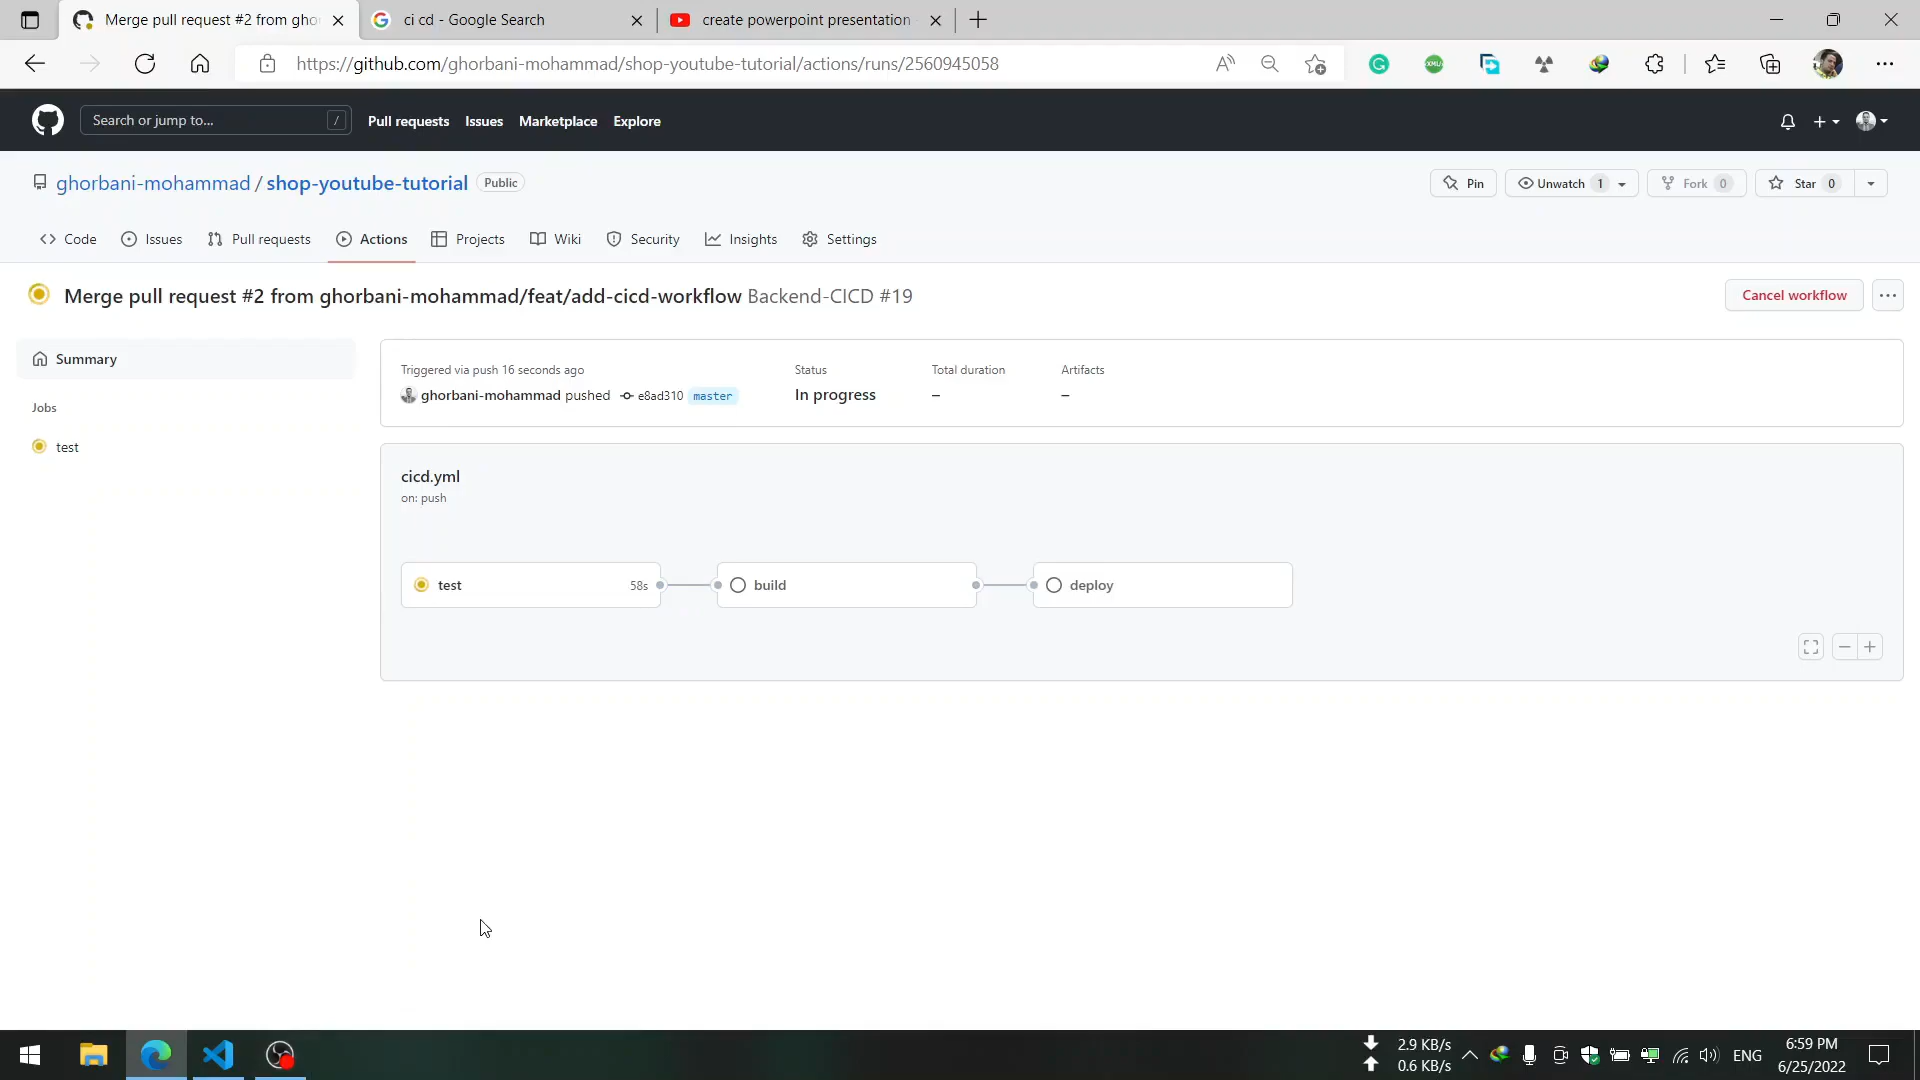 Merge pull request #2 from gho
ci cd - Google Search
create powerpoint presentation
https://github.com/ghorbani-mohammad/shop-youtube-tutorial/actions/runs/2560945058
Search or jump to... /
Pull requests Issues Marketplace Explore
ghorbani-mohammad / shop-youtube-tutorial Public
Pin Unwatch 1 Fork 0 Star 0
Code Issues Pull requests Actions Projects Wiki Security Insights Settings
Merge pull request #2 from ghorbani-mohammad/feat/add-cicd-workflow Backend-CICD #19
Cancel workflow
Summary
Jobs
test
Triggered via push 16 seconds ago
ghorbani-mohammad pushed e8ad310 master
Status
In progress
Total duration
–
Artifacts
–
cicd.yml
on: push
test 58s
build
deploy
2.9 KB/s
0.6 KB/s
ENG
6:59 PM
6/25/2022